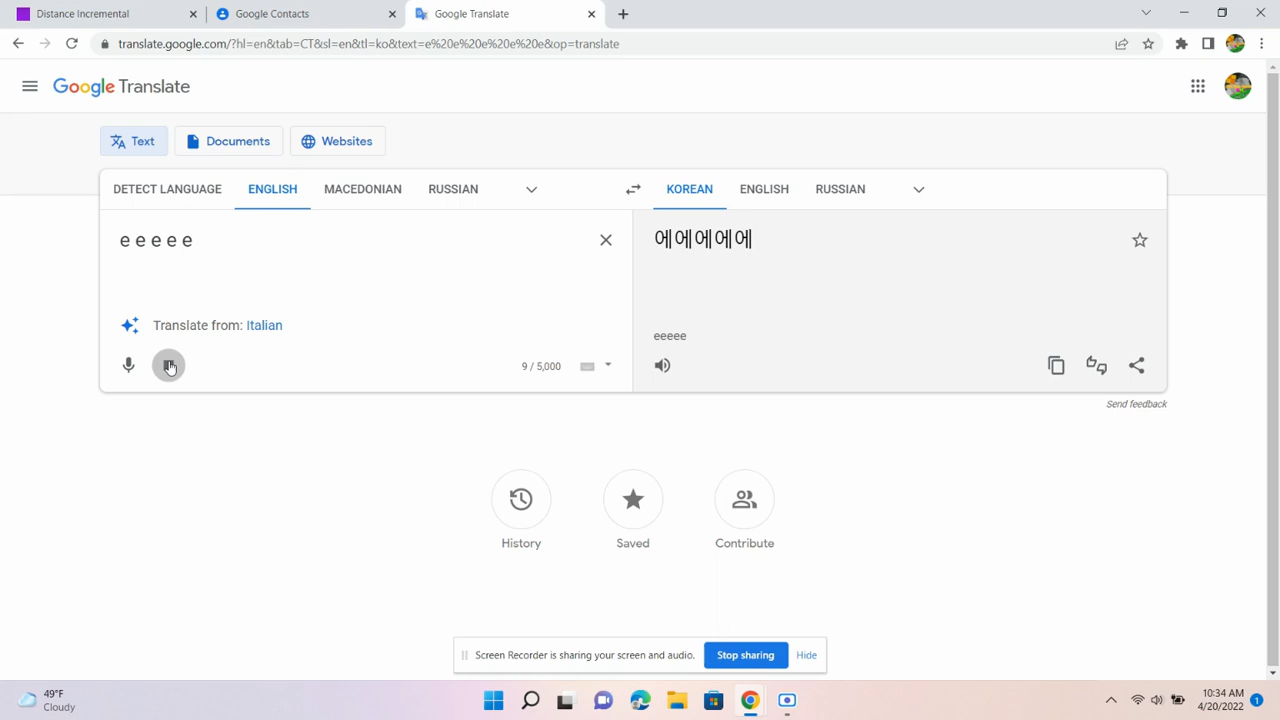 Distance Incremental
Google Contacts
Google Translate
translate.google.com/?hl=en&tab=CT&sl=en&tl=ko&text=e%20e%20e%20e%20e&op=translate
Google Translate
Text
Documents
Websites
DETECT LANGUAGE
ENGLISH
MACEDONIAN
RUSSIAN
KOREAN
ENGLISH
RUSSIAN
e e e e e
에에에에에
Translate from: Italian
eeeee
9 / 5,000
Send feedback
History
Saved
Contribute
Screen Recorder is sharing your screen and audio.
Stop sharing
Hide
49°F
Cloudy
10:34 AM
4/20/2022
1